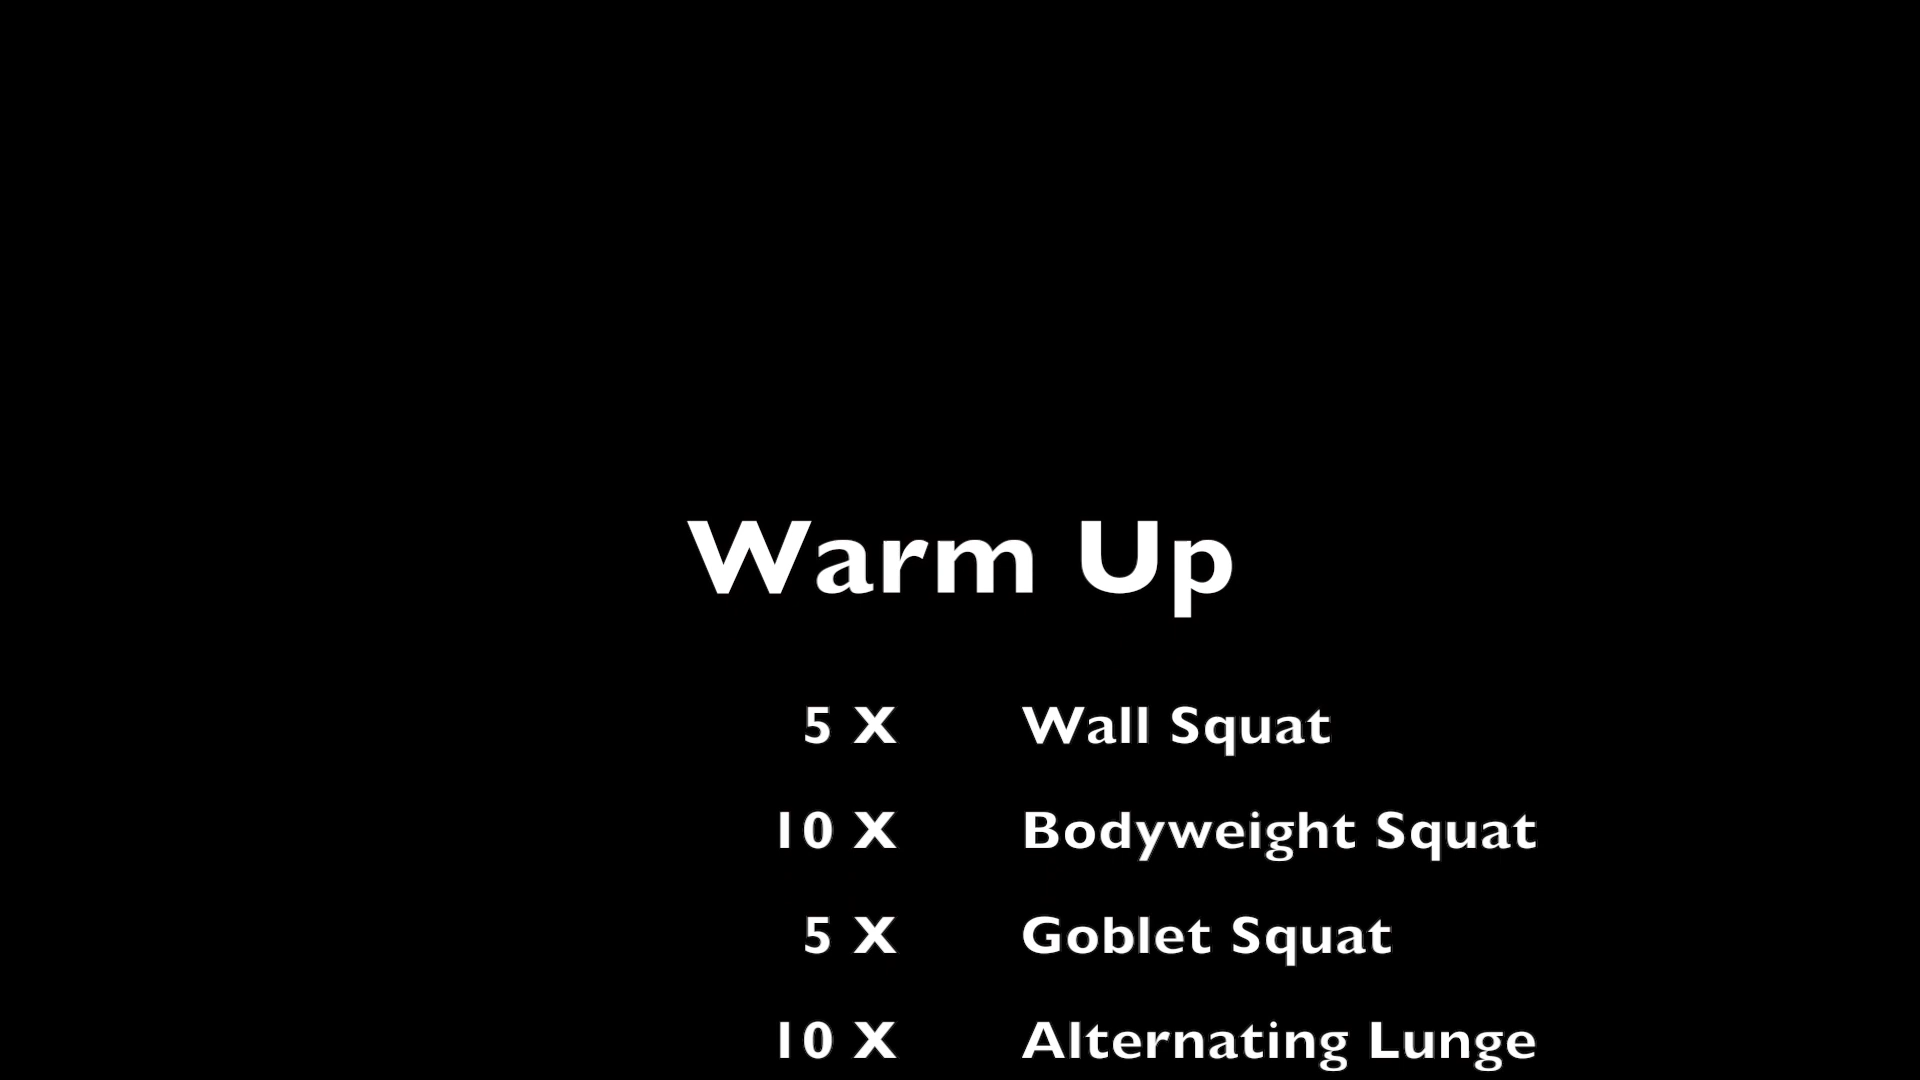 Warm Up
5 X Wall Squat
10 X Bodyweight Squat
5 X Goblet Squat
10 X Alternating Lunge